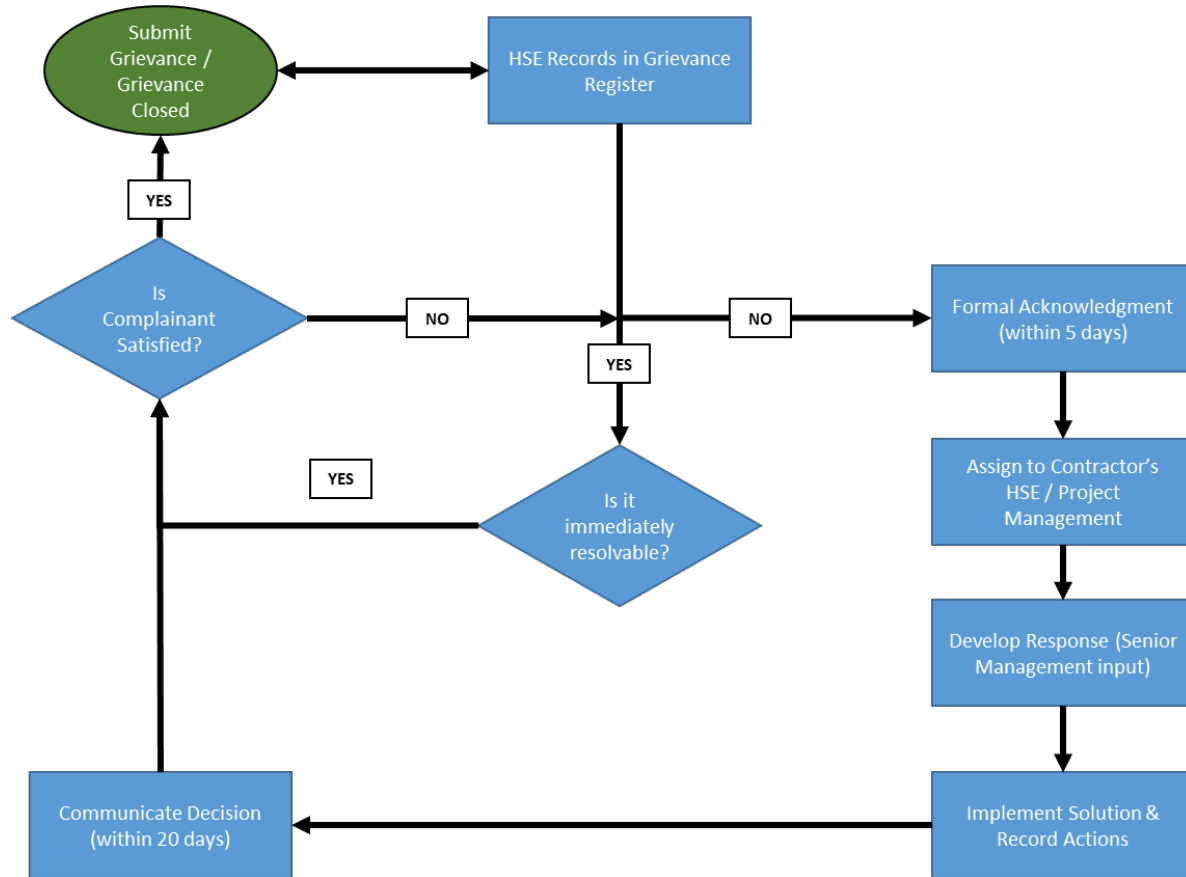 Submit
Grievance /
Grievance
Closed
HSE Records in Grievance
Register
YES
Is
Complainant
Satisfied?
NO
NO
Formal Acknowledgment
(within 5 days)
YES
YES
Is it
immediately
resolvable?
Assign to Contractor’s
HSE / Project
Management
Develop Response (Senior
Management input)
Communicate Decision
(within 20 days)
Implement Solution &
Record Actions